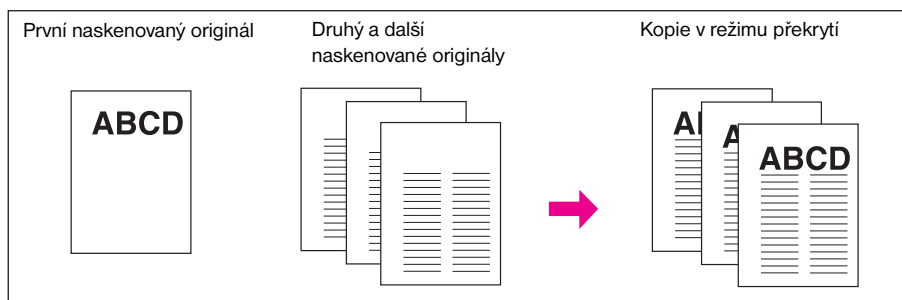 První naskenovaný originál
Druhý a další
naskenované originály
Kopie v režimu překrytí
ABCD
A
A
ABCD